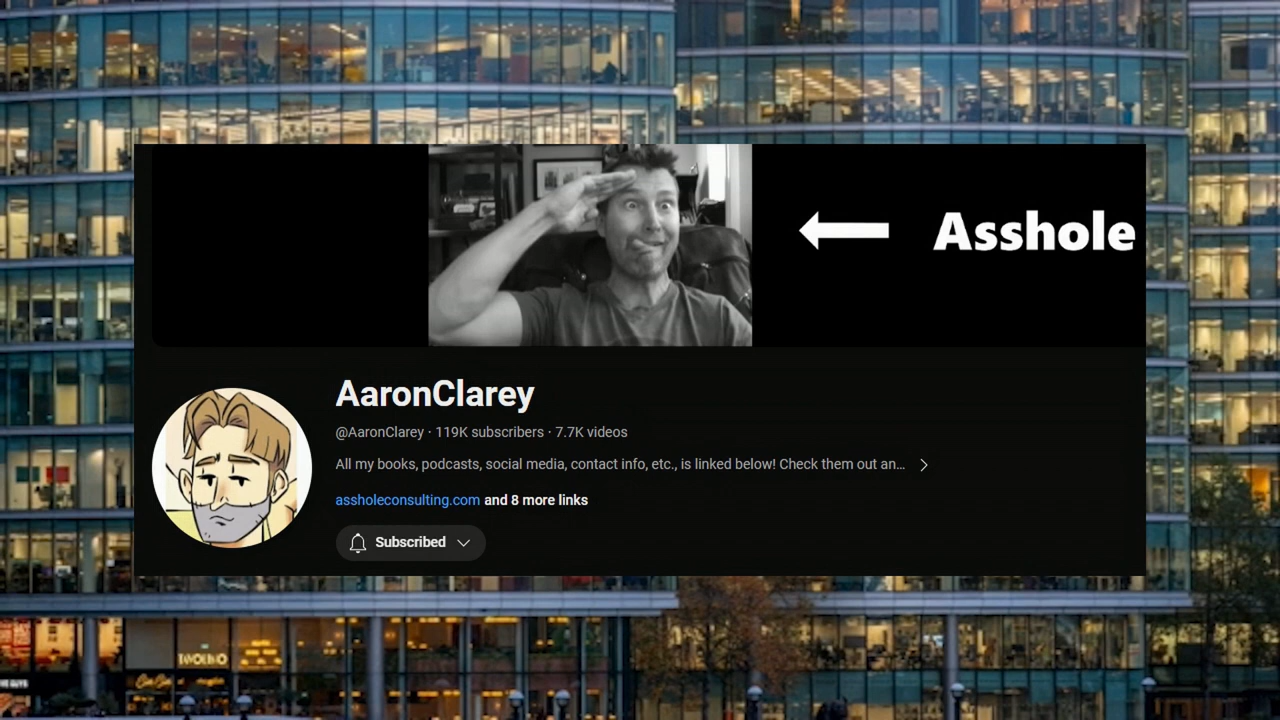 Asshole
AaronClarey
@AaronClarey · 119K subscribers · 7.7K videos
All my books, podcasts, social media, contact info, etc., is linked below! Check them out an...
assholeconsulting.com and 8 more links
Subscribed